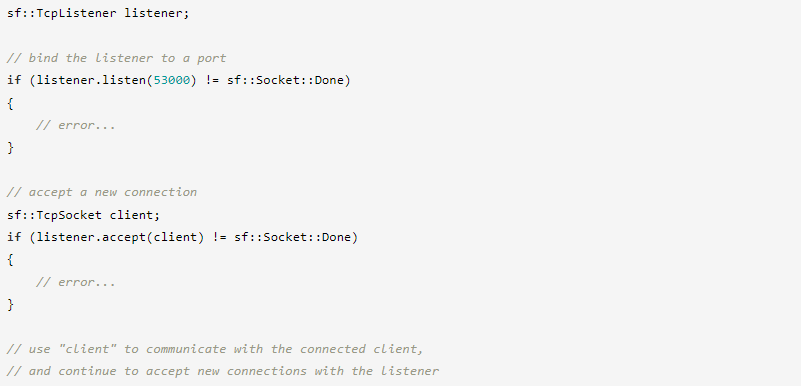 sf::TcpListener listener;
// bind the listener to a port
if (listener.listen(53000) != sf::Socket::Done)
{
// error...
}
// accept a new connection
sf::TcpSocket client;
if (listener.accept(client) != sf::Socket::Done)
{
// error...
}
// use "client" to communicate with the connected client,
// and continue to accept new connections with the listener